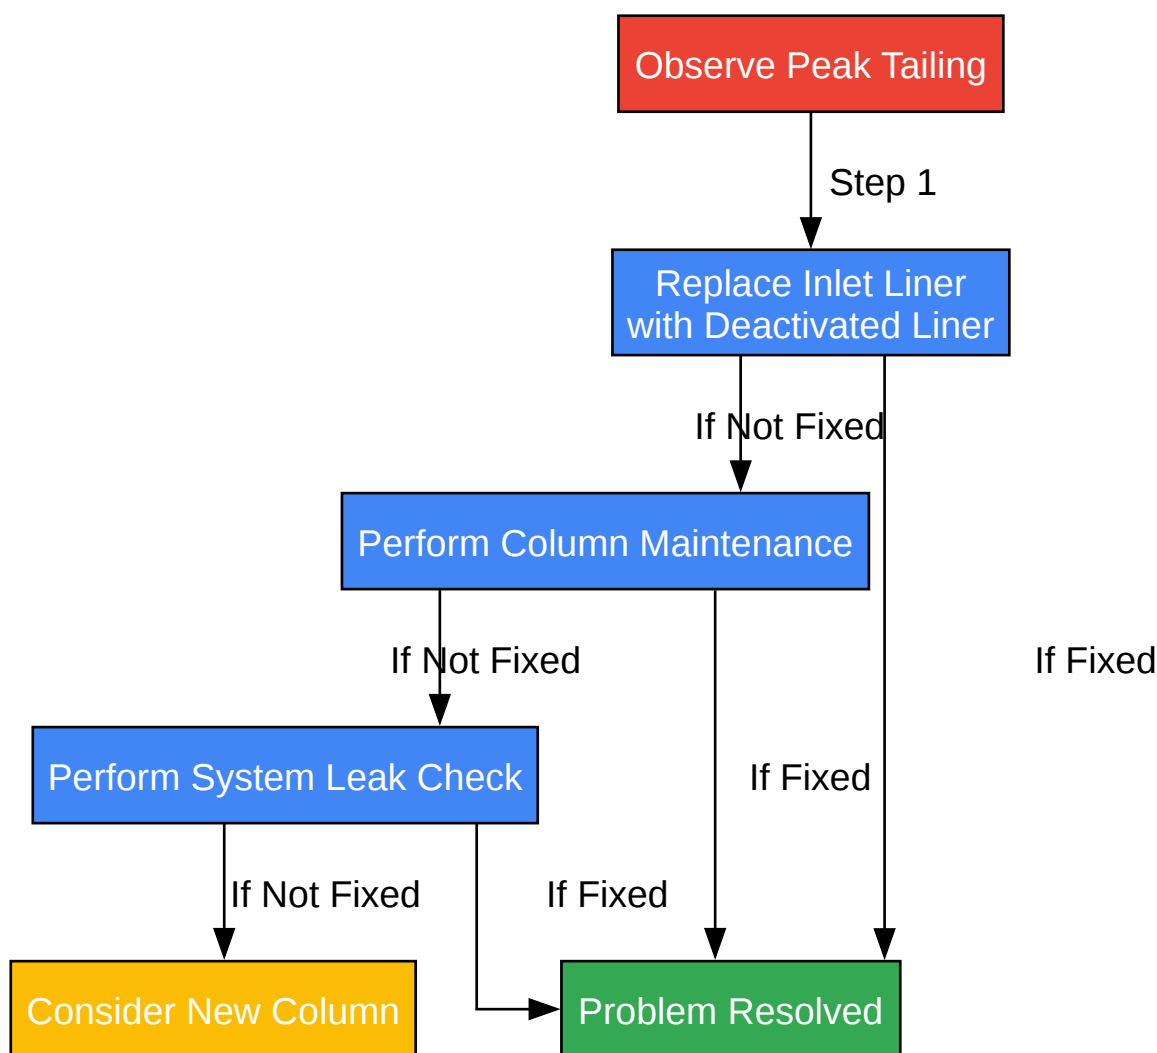 Observe Peak Tailing
Step 1
Replace Inlet Liner
with Deactivated Liner
If Not Fixed
Perform Column Maintenance
If Not Fixed
If Fixed
Perform System Leak Check
If Fixed
If Not Fixed
If Fixed
Consider New Column
Problem Resolved